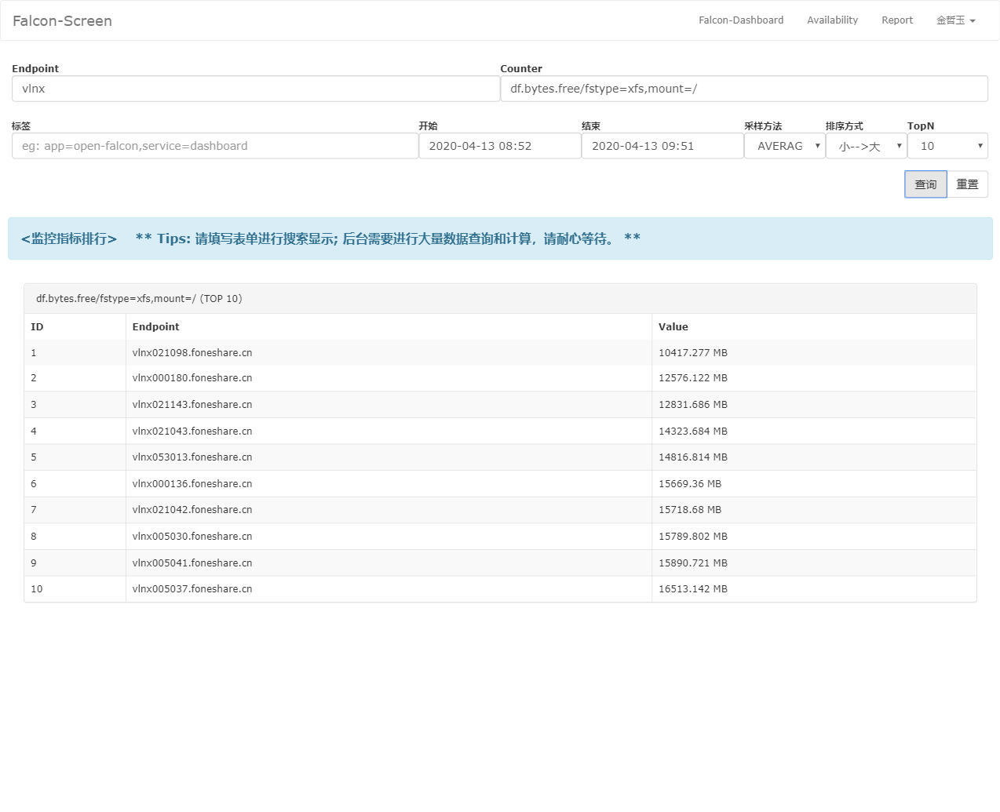 Falcon-Screen Falcon-Dashboard Availability Report 金哲玉
Endpoint Counter
vlnx df.bytes.free/fstype=xfs,mount=/
标签 开始 结束 采样方法 排序方式 TopN
eg: app=open-falcon,service=dashboard 2020-04-13 08:52 2020-04-13 09:51 AVERAG 小-->大 10
查询 重置
<监控指标排行> ** Tips: 请填写表单进行搜索显示; 后台需要进行大量数据查询和计算，请耐心等待。 **
df.bytes.free/fstype=xfs,mount=/ (TOP 10)
ID Endpoint Value
1 vlnx021098.foneshare.cn 10417.277 MB
2 vlnx000180.foneshare.cn 12576.122 MB
3 vlnx021143.foneshare.cn 12831.686 MB
4 vlnx021043.foneshare.cn 14323.684 MB
5 vlnx053013.foneshare.cn 14816.814 MB
6 vlnx000136.foneshare.cn 15669.36 MB
7 vlnx021042.foneshare.cn 15718.68 MB
8 vlnx005030.foneshare.cn 15789.802 MB
9 vlnx005041.foneshare.cn 15890.721 MB
10 vlnx005037.foneshare.cn 16513.142 MB